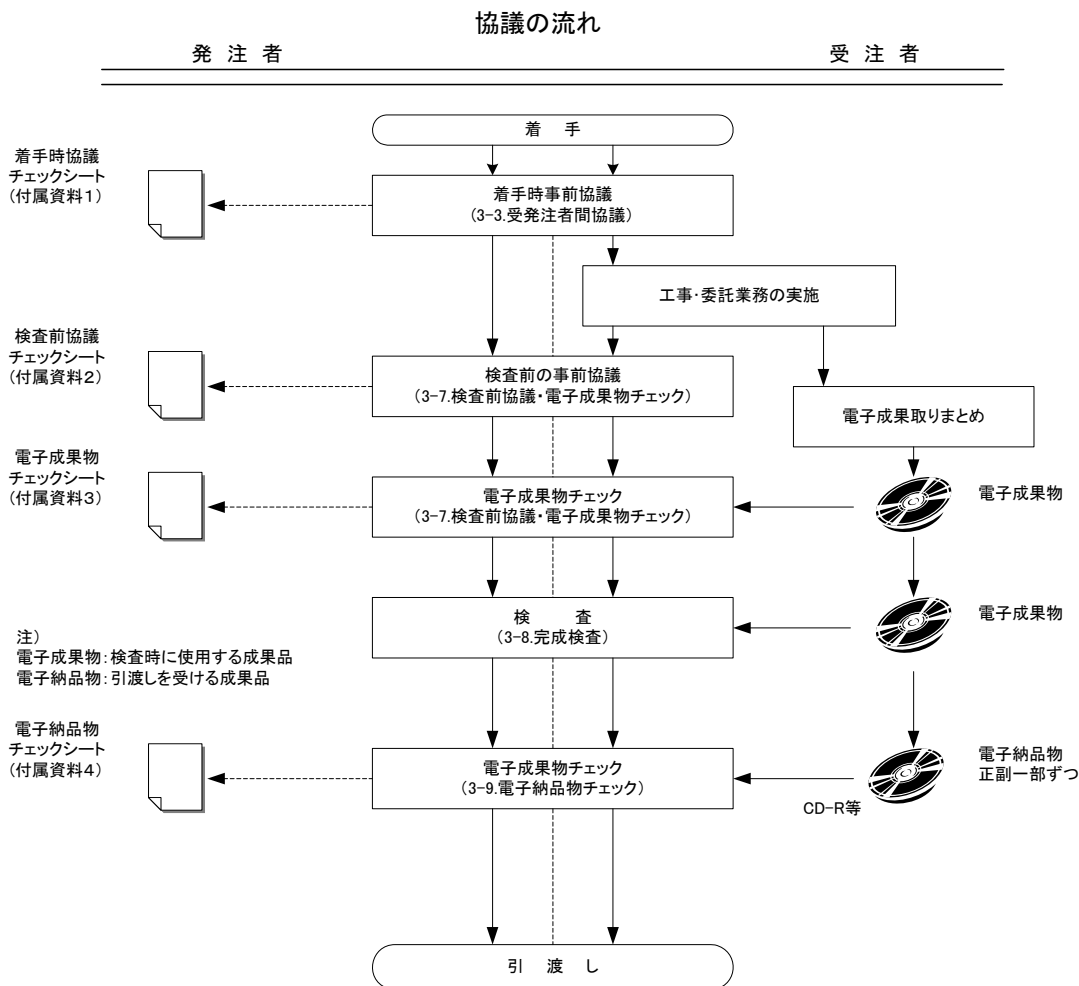 協議の流れ
発 注 者
受 注 者
着 手
着手時協議
チェックシート
(付属資料1)
着手時事前協議
(3-3.受発注者間協議)
工事・委託業務の実施
検査前協議
チェックシート
(付属資料2)
検査前の事前協議
(3-7.検査前協議・電子成果物チェック)
電子成果取りまとめ
電子成果物
チェックシート
(付属資料3)
電子成果物チェック
(3-7.検査前協議・電子成果物チェック)
電子成果物
検 査
(3-8.完成検査)
電子成果物
注)
電子成果物:検査時に使用する成果品
電子納品物:引渡しを受ける成果品
電子納品物
チェックシート
(付属資料4)
電子成果物チェック
(3-9.電子納品物チェック)
電子納品物
正副一部ずつ
CD-R等
引 渡 し